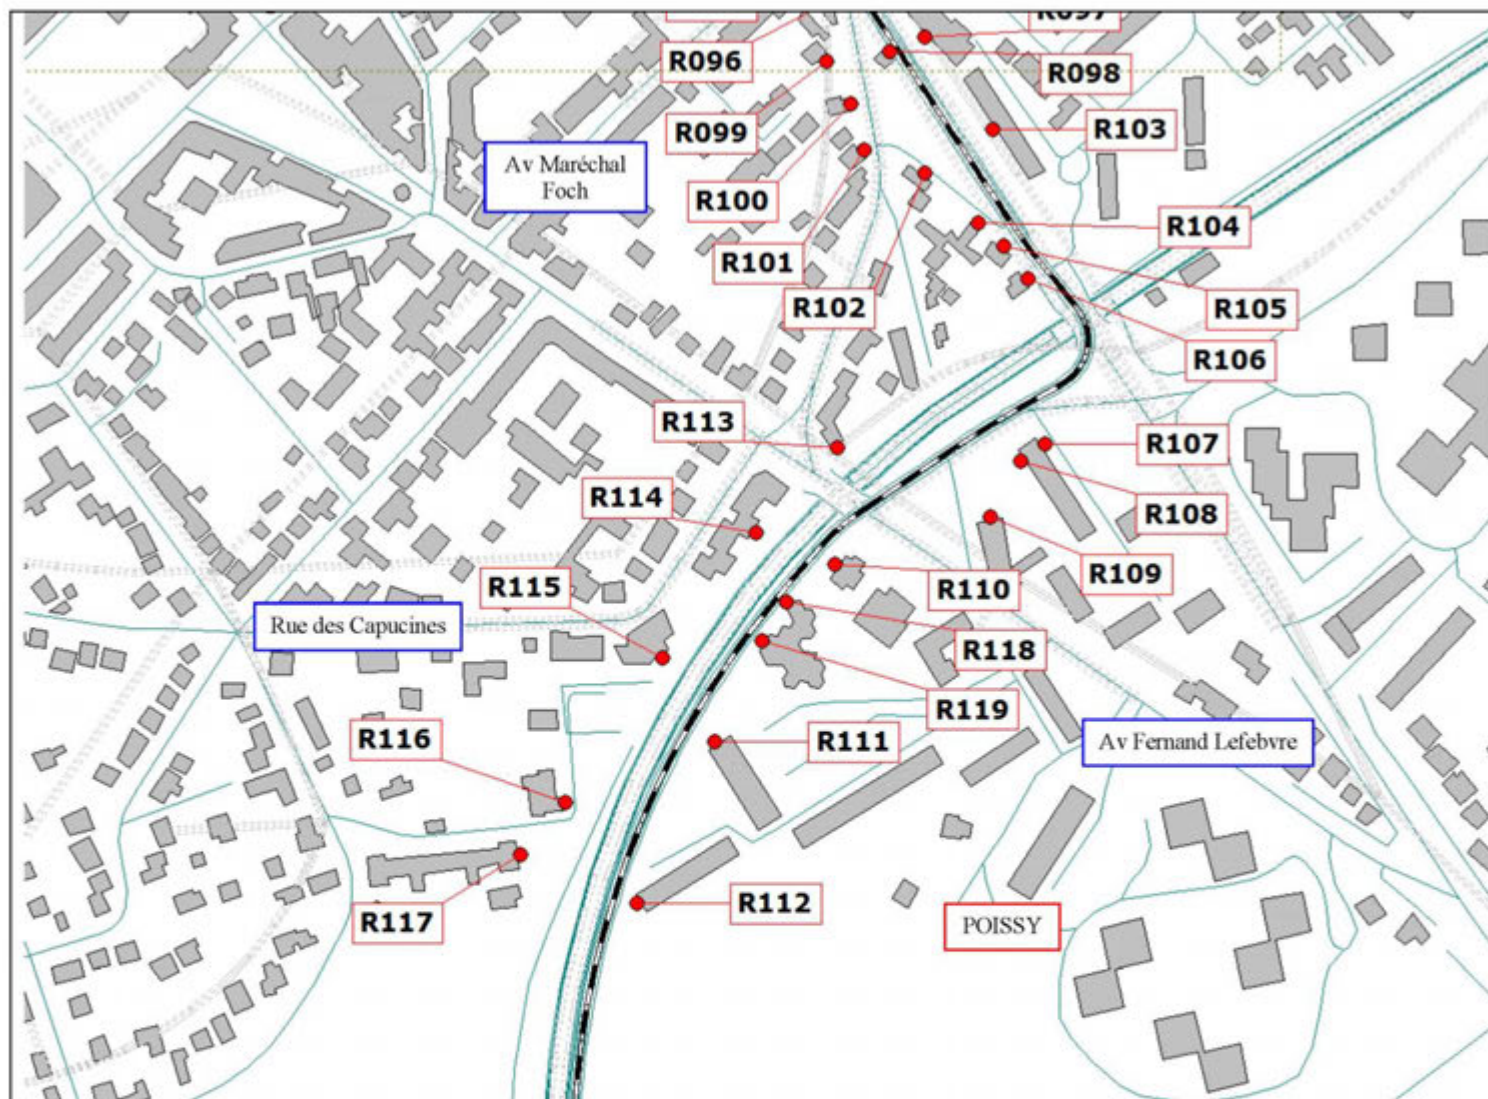 R097
R096
R098
R099
R103
Av Maréchal
Foch
R100
R104
R101
R102
R105
R106
R113
R107
R114
R108
R109
R115
R110
Rue des Capucines
R118
R119
R116
R111
Av Fernand Lefebvre
R112
R117
POISSY